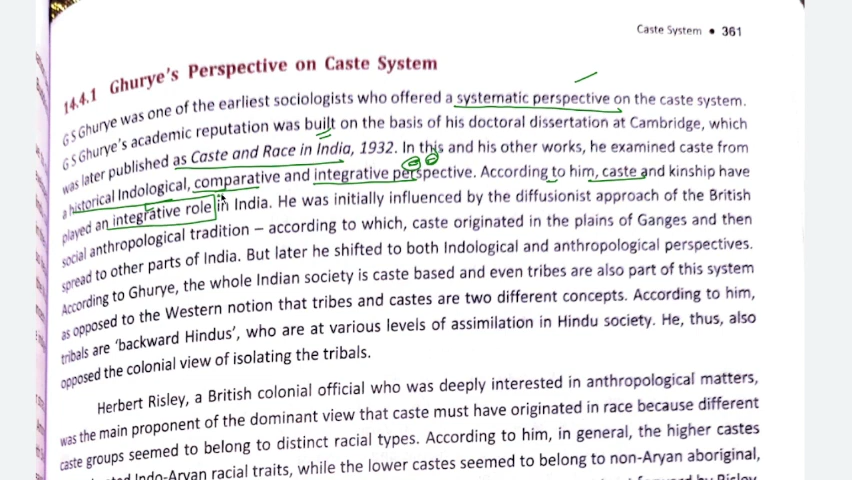 Caste System • 361
14.4.1 Ghurye's Perspective on Caste System
G S Ghurye was one of the earliest sociologists who offered a systematic perspective on the caste system.
G S Ghurye's academic reputation was built on the basis of his doctoral dissertation at Cambridge, which
was later published as Caste and Race in India, 1932. In this and his other works, he examined caste from
a historical Indological, comparative and integrative perspective. According to him, caste and kinship have
played an integrative role in India. He was initially influenced by the diffusionist approach of the British
social anthropological tradition – according to which, caste originated in the plains of Ganges and then
spread to other parts of India. But later he shifted to both Indological and anthropological perspectives.
According to Ghurye, the whole Indian society is caste based and even tribes are also part of this system
as opposed to the Western notion that tribes and castes are two different concepts. According to him,
tribals are 'backward Hindus', who are at various levels of assimilation in Hindu society. He, thus, also
opposed the colonial view of isolating the tribals.
Herbert Risley, a British colonial official who was deeply interested in anthropological matters,
was the main proponent of the dominant view that caste must have originated in race because different
caste groups seemed to belong to distinct racial types. According to him, in general, the higher castes
Indo-Aryan racial traits, while the lower castes seemed to belong to non-Aryan aboriginal,
by Risley